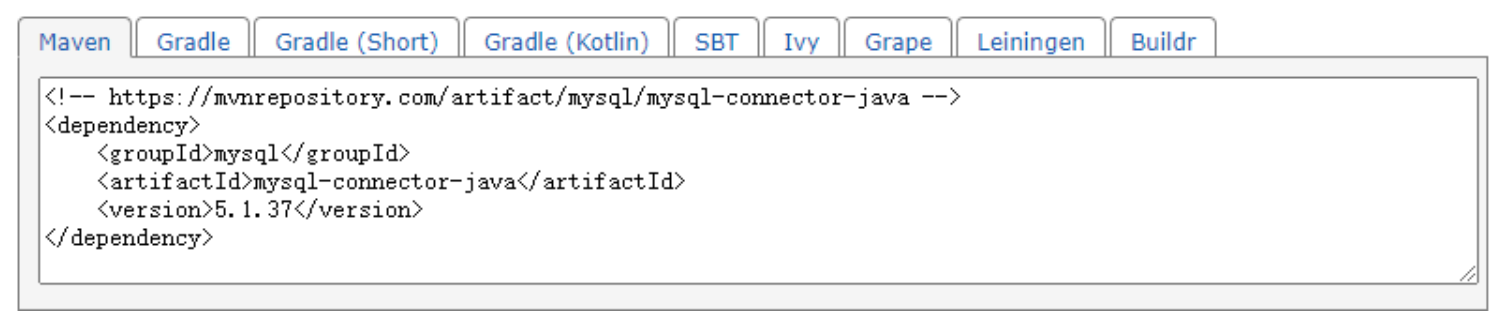 Maven Gradle Gradle (Short) Gradle (Kotlin) SBT Ivy Grape Leiningen Buildr
<!-- https://mvnrepository.com/artifact/mysql/mysql-connector-java -->
<dependency>
    <groupId>mysql</groupId>
    <artifactId>mysql-connector-java</artifactId>
    <version>5.1.37</version>
</dependency>